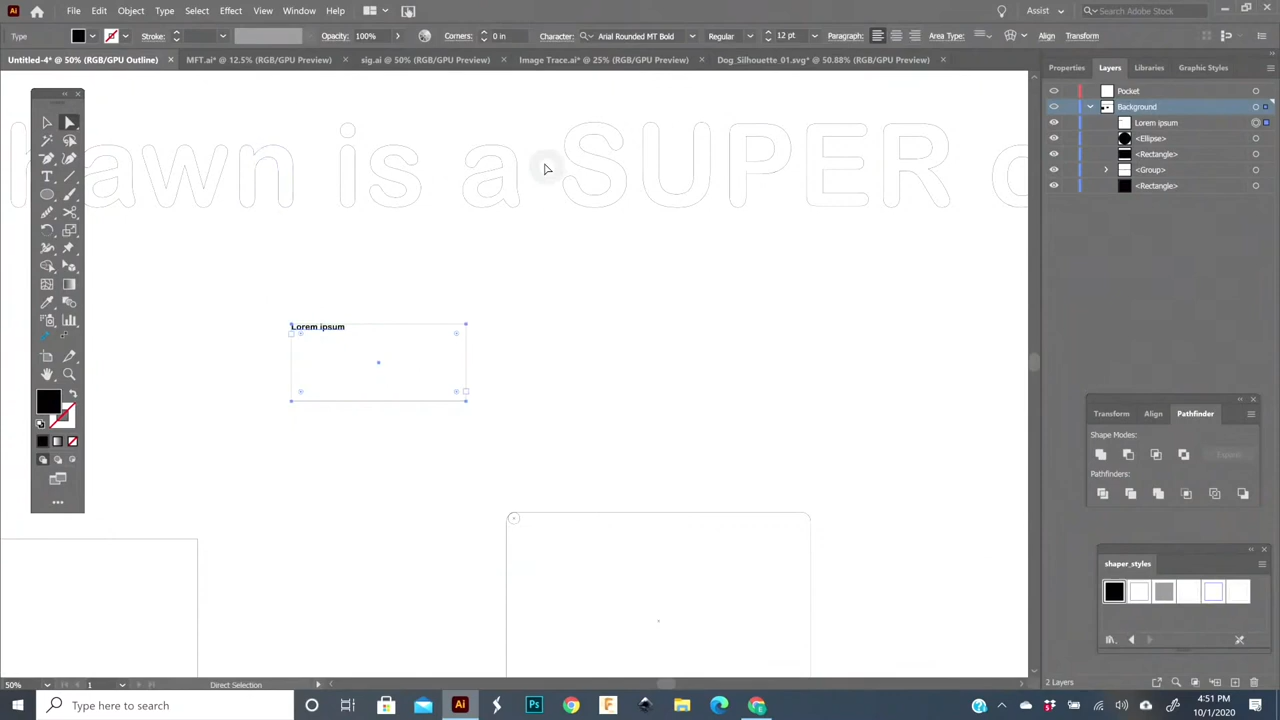 Ai File Edit Object Type Select Effect View Window Help Assist Search Adobe Stock
Type Stroke: Opacity: 100% Corners: 0 in Character: Arial Rounded MT Bold Regular 12 pt Paragraph: Area Type: Transform
Untitled-4* @ 50% (RGB/GPU Outline) × MFT.ai* @ 12.5% (RGB/GPU Preview) × sig.ai @ 50% (RGB/GPU Preview) × Image Trace.ai* @ 25% (RGB/GPU Preview) × Dog_Silhouette_01.svg* @ 50.88% (RGB/GPU Preview) ×
Properties Layers Libraries Graphic Styles
Pocket
Background
Lorem ipsum
<Ellipse>
<Rectangle>
<Group>
<Rectangle>
awn is a SUPER
Lorem ipsum
Transform Align Pathfinder
Shape Modes:
Expand
Pathfinders:
shaper_styles
50% 1 Direct Selection 2 Layers
Type here to search
Ai Ps
4:51 PM
10/1/2020